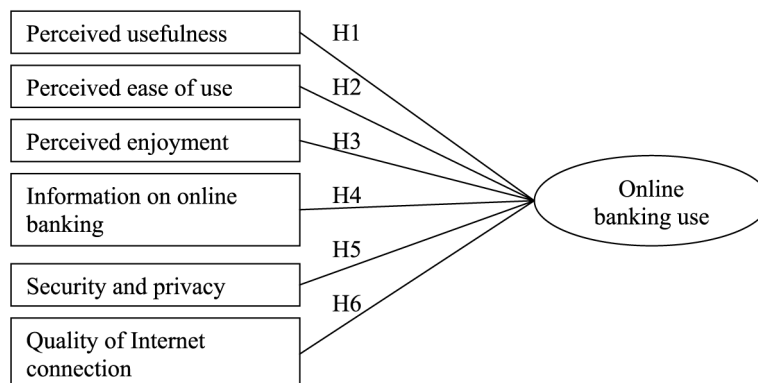 Perceived usefulness
H1
Perceived ease of use
H2
Perceived enjoyment
H3
Information on online
banking
H4
Security and privacy
H5
Quality of Internet
connection
H6
Online
banking use